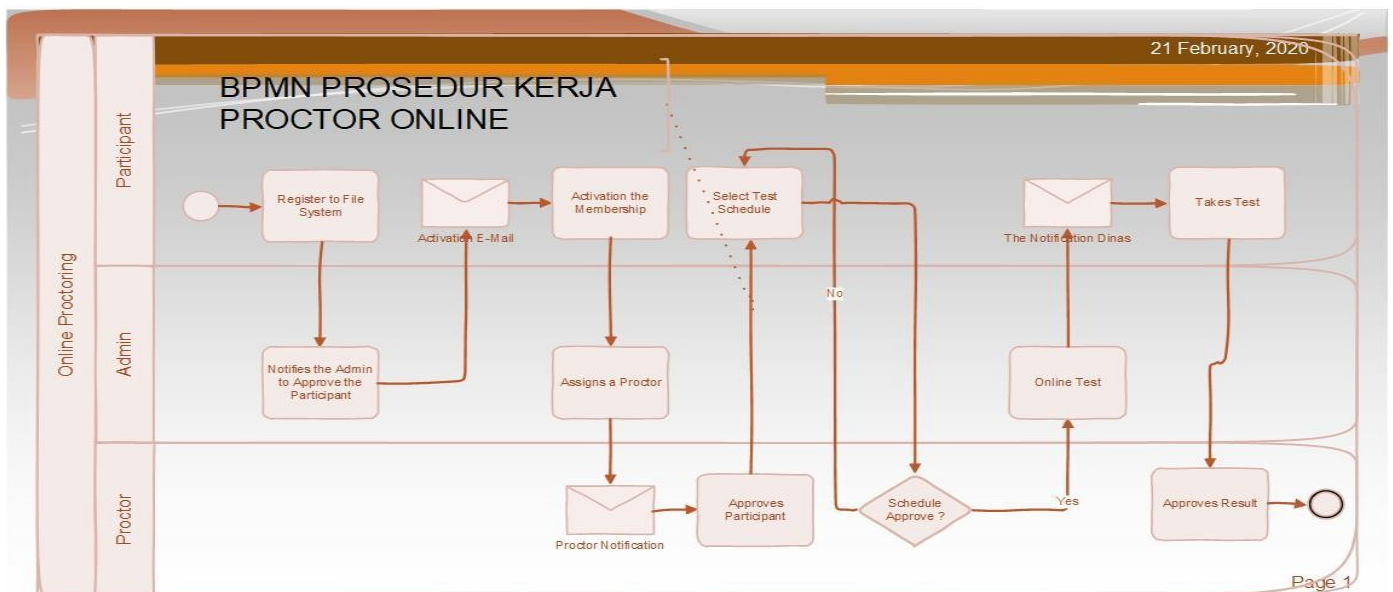 21 February, 2020
BPMN PROSEDUR KERJA
PROCTOR ONLINE
Online Proctoring
Participant
Register to File
System
Activation E-Mail
Activation the
Membership
Select Test
Schedule
The Notification Dinas
Takes Test
No
Admin
Notifies the Admin
to Approve the
Participant
Assigns a Proctor
Online Test
Proctor
Proctor Notification
Approves
Participant
Schedule
Approve ?
Yes
Approves Result
Page 1